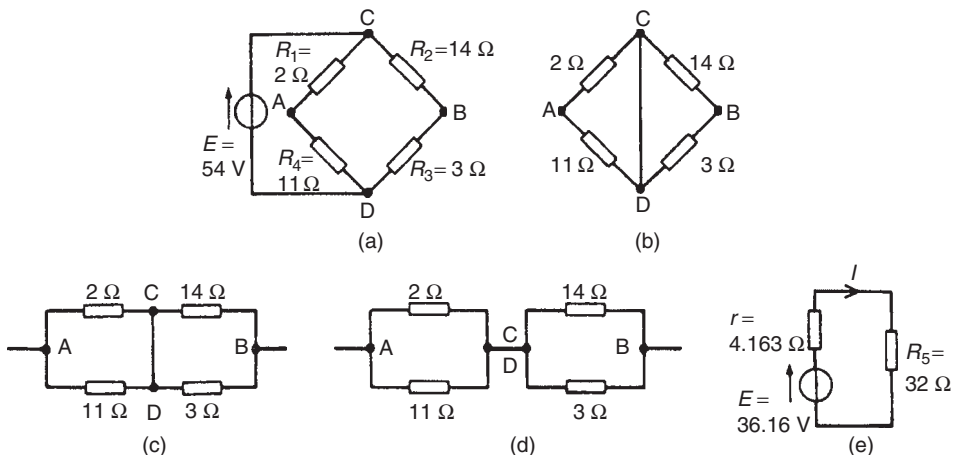 C
R1=
2 Ω
R2=14 Ω
A
B
E=
54 V
R4=
11 Ω
R3= 3 Ω
D
(a)
C
2 Ω
14 Ω
A
B
11 Ω
3 Ω
D
(b)
2 Ω
C
14 Ω
A
B
11 Ω
D
3 Ω
(c)
2 Ω
14 Ω
A
C
D
B
11 Ω
3 Ω
(d)
I
r=
4.163 Ω
R5=
32 Ω
E=
36.16 V
(e)